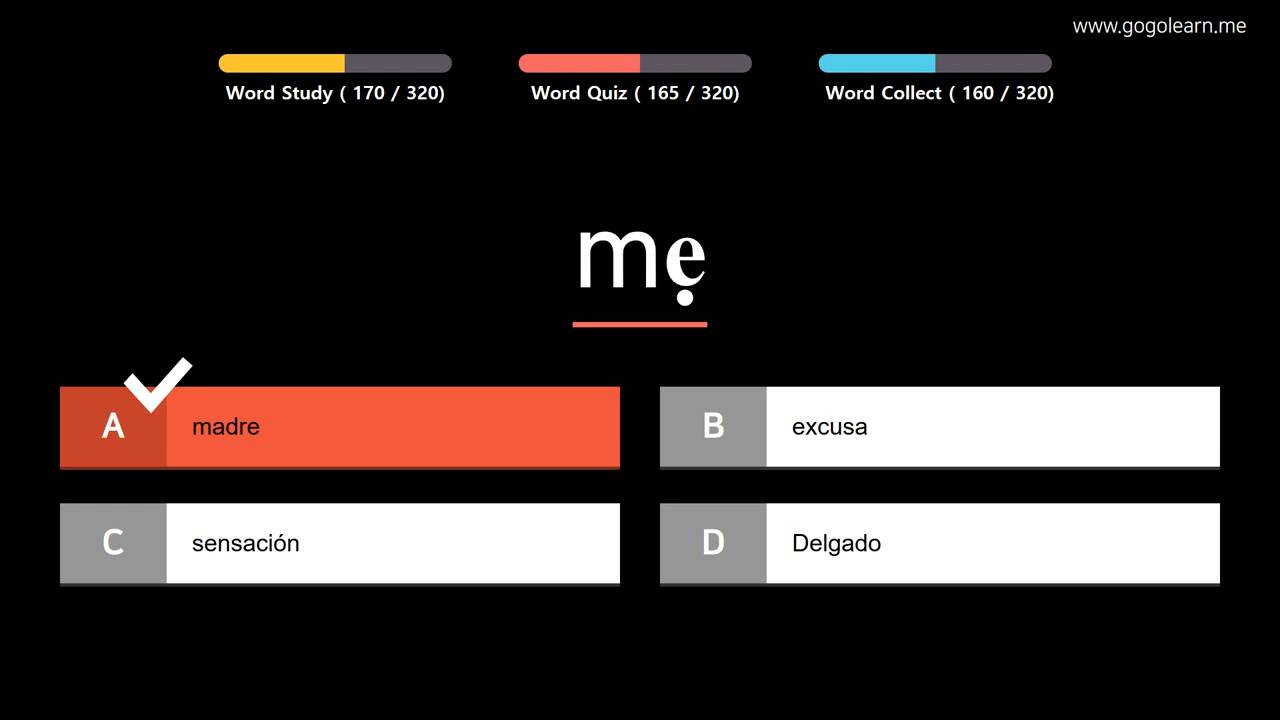 www.gogolearn.me
Word Study ( 170 / 320)
Word Quiz ( 165 / 320)
Word Collect ( 160 / 320)
mẹ
A madre
B excusa
C sensación
D Delgado